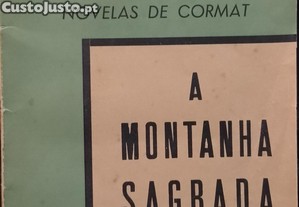 CustoJusto.pt
NOVELAS DE CORMAT
A
MONTANHA
SAGRADA